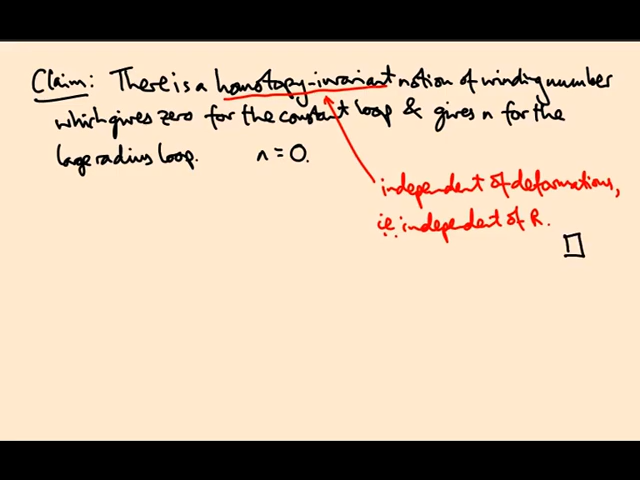 Claim: There is a homotopy-invariant notion of winding number
which gives zero for the constant loop & gives n for the
large radius loop. n = 0.
independent of deformations,
i.e. independent of R.